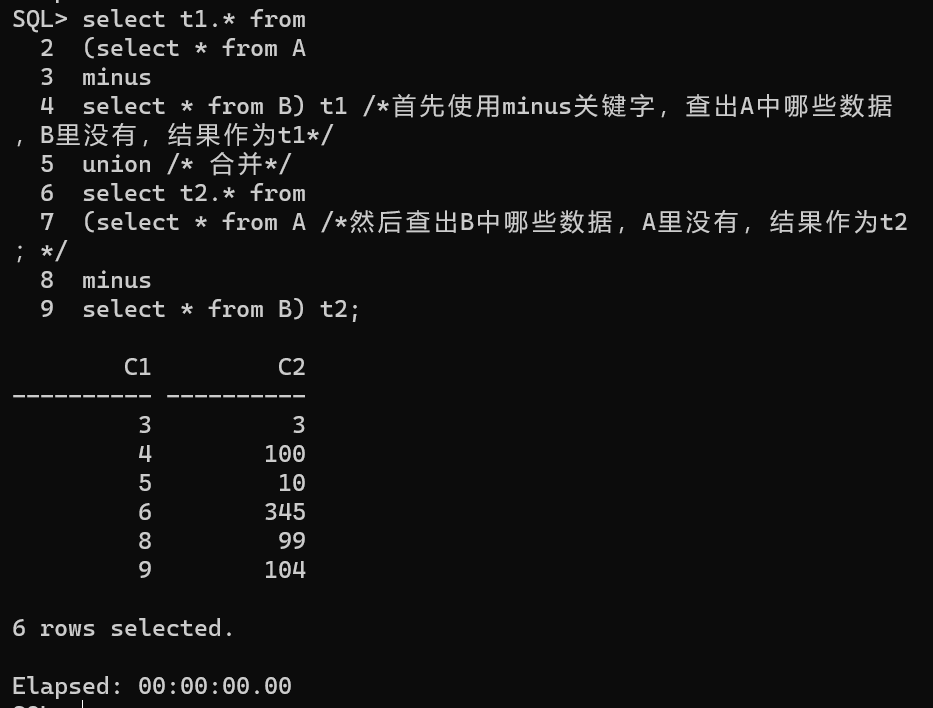 SQL> select t1.* from
  2  (select * from A
  3  minus
  4  select * from B) t1 /*首先使用minus关键字，查出A中哪些数据
，B里没有，结果作为t1*/
  5  union /* 合并*/
  6  select t2.* from
  7  (select * from A /*然后查出B中哪些数据，A里没有，结果作为t2
；*/
  8  minus
  9  select * from B) t2;
        C1         C2
---------- ----------
         3          3
         4        100
         5         10
         6        345
         8         99
         9        104
6 rows selected.
Elapsed: 00:00:00.00